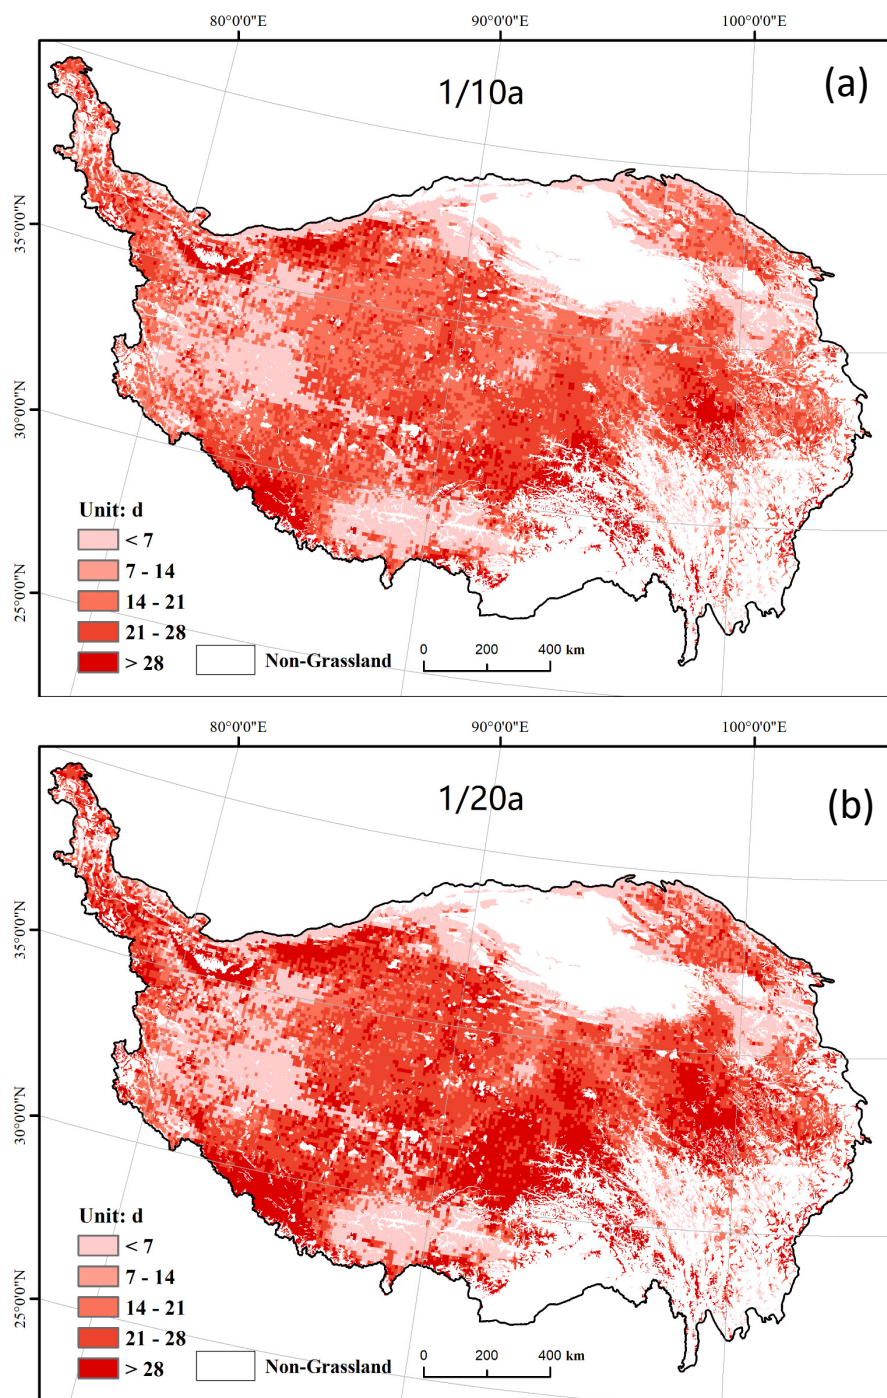 80°0'0"E 90°0'0"E 100°0'0"E
1/10a
(a)
35°0'0"N
30°0'0"N
25°0'0"N
Unit: d
< 7
7 - 14
14 - 21
21 - 28
> 28
Non-Grassland
0 200 400 km
80°0'0"E 90°0'0"E 100°0'0"E
1/20a
(b)
35°0'0"N
30°0'0"N
25°0'0"N
Unit: d
< 7
7 - 14
14 - 21
21 - 28
> 28
Non-Grassland
0 200 400 km